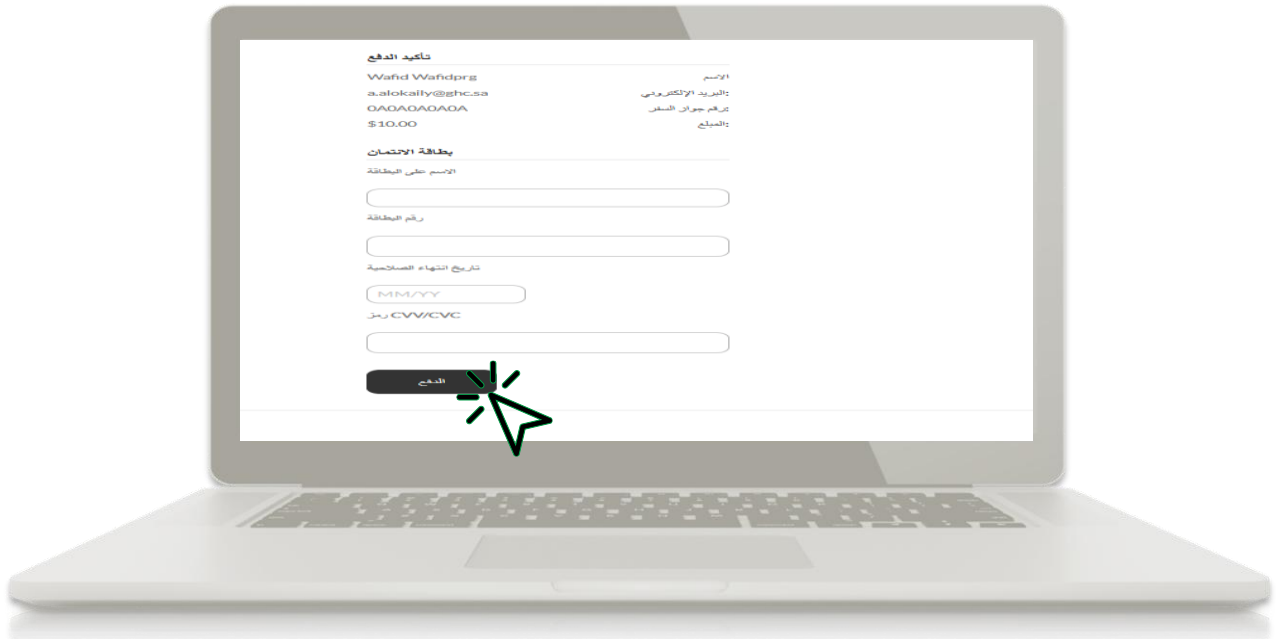 تأكيد الدفع
الاسم Wafid Wafidprg
البريد الإلكتروني: a.alokaily@ghc.sa
رقم جواز السفر: 0A0A0A0A0A
المبلغ: $10.00
بطاقة الائتمان
الاسم على البطاقة
رقم البطاقة
تاريخ انتهاء الصلاحية
MM/YY
رمز CVV/CVC
الدفع